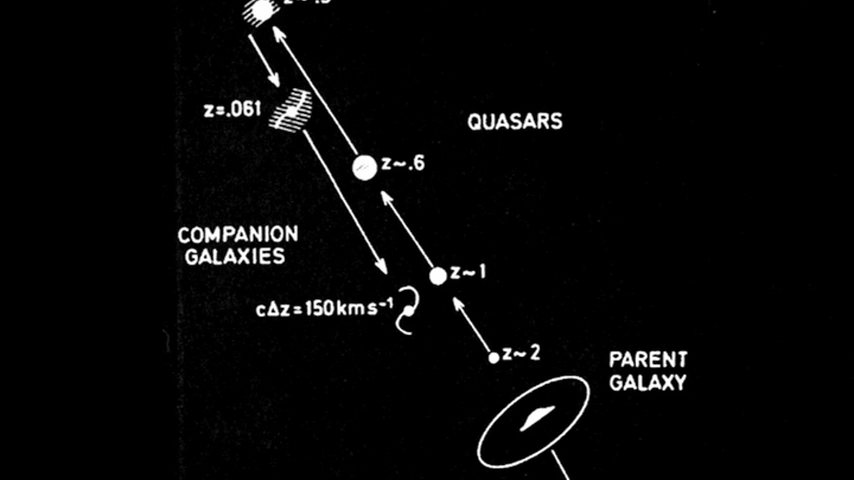 z=.061
QUASARS
z~.6
COMPANION
GALAXIES
z~1
cΔz=150kms⁻¹
z~2
PARENT
GALAXY